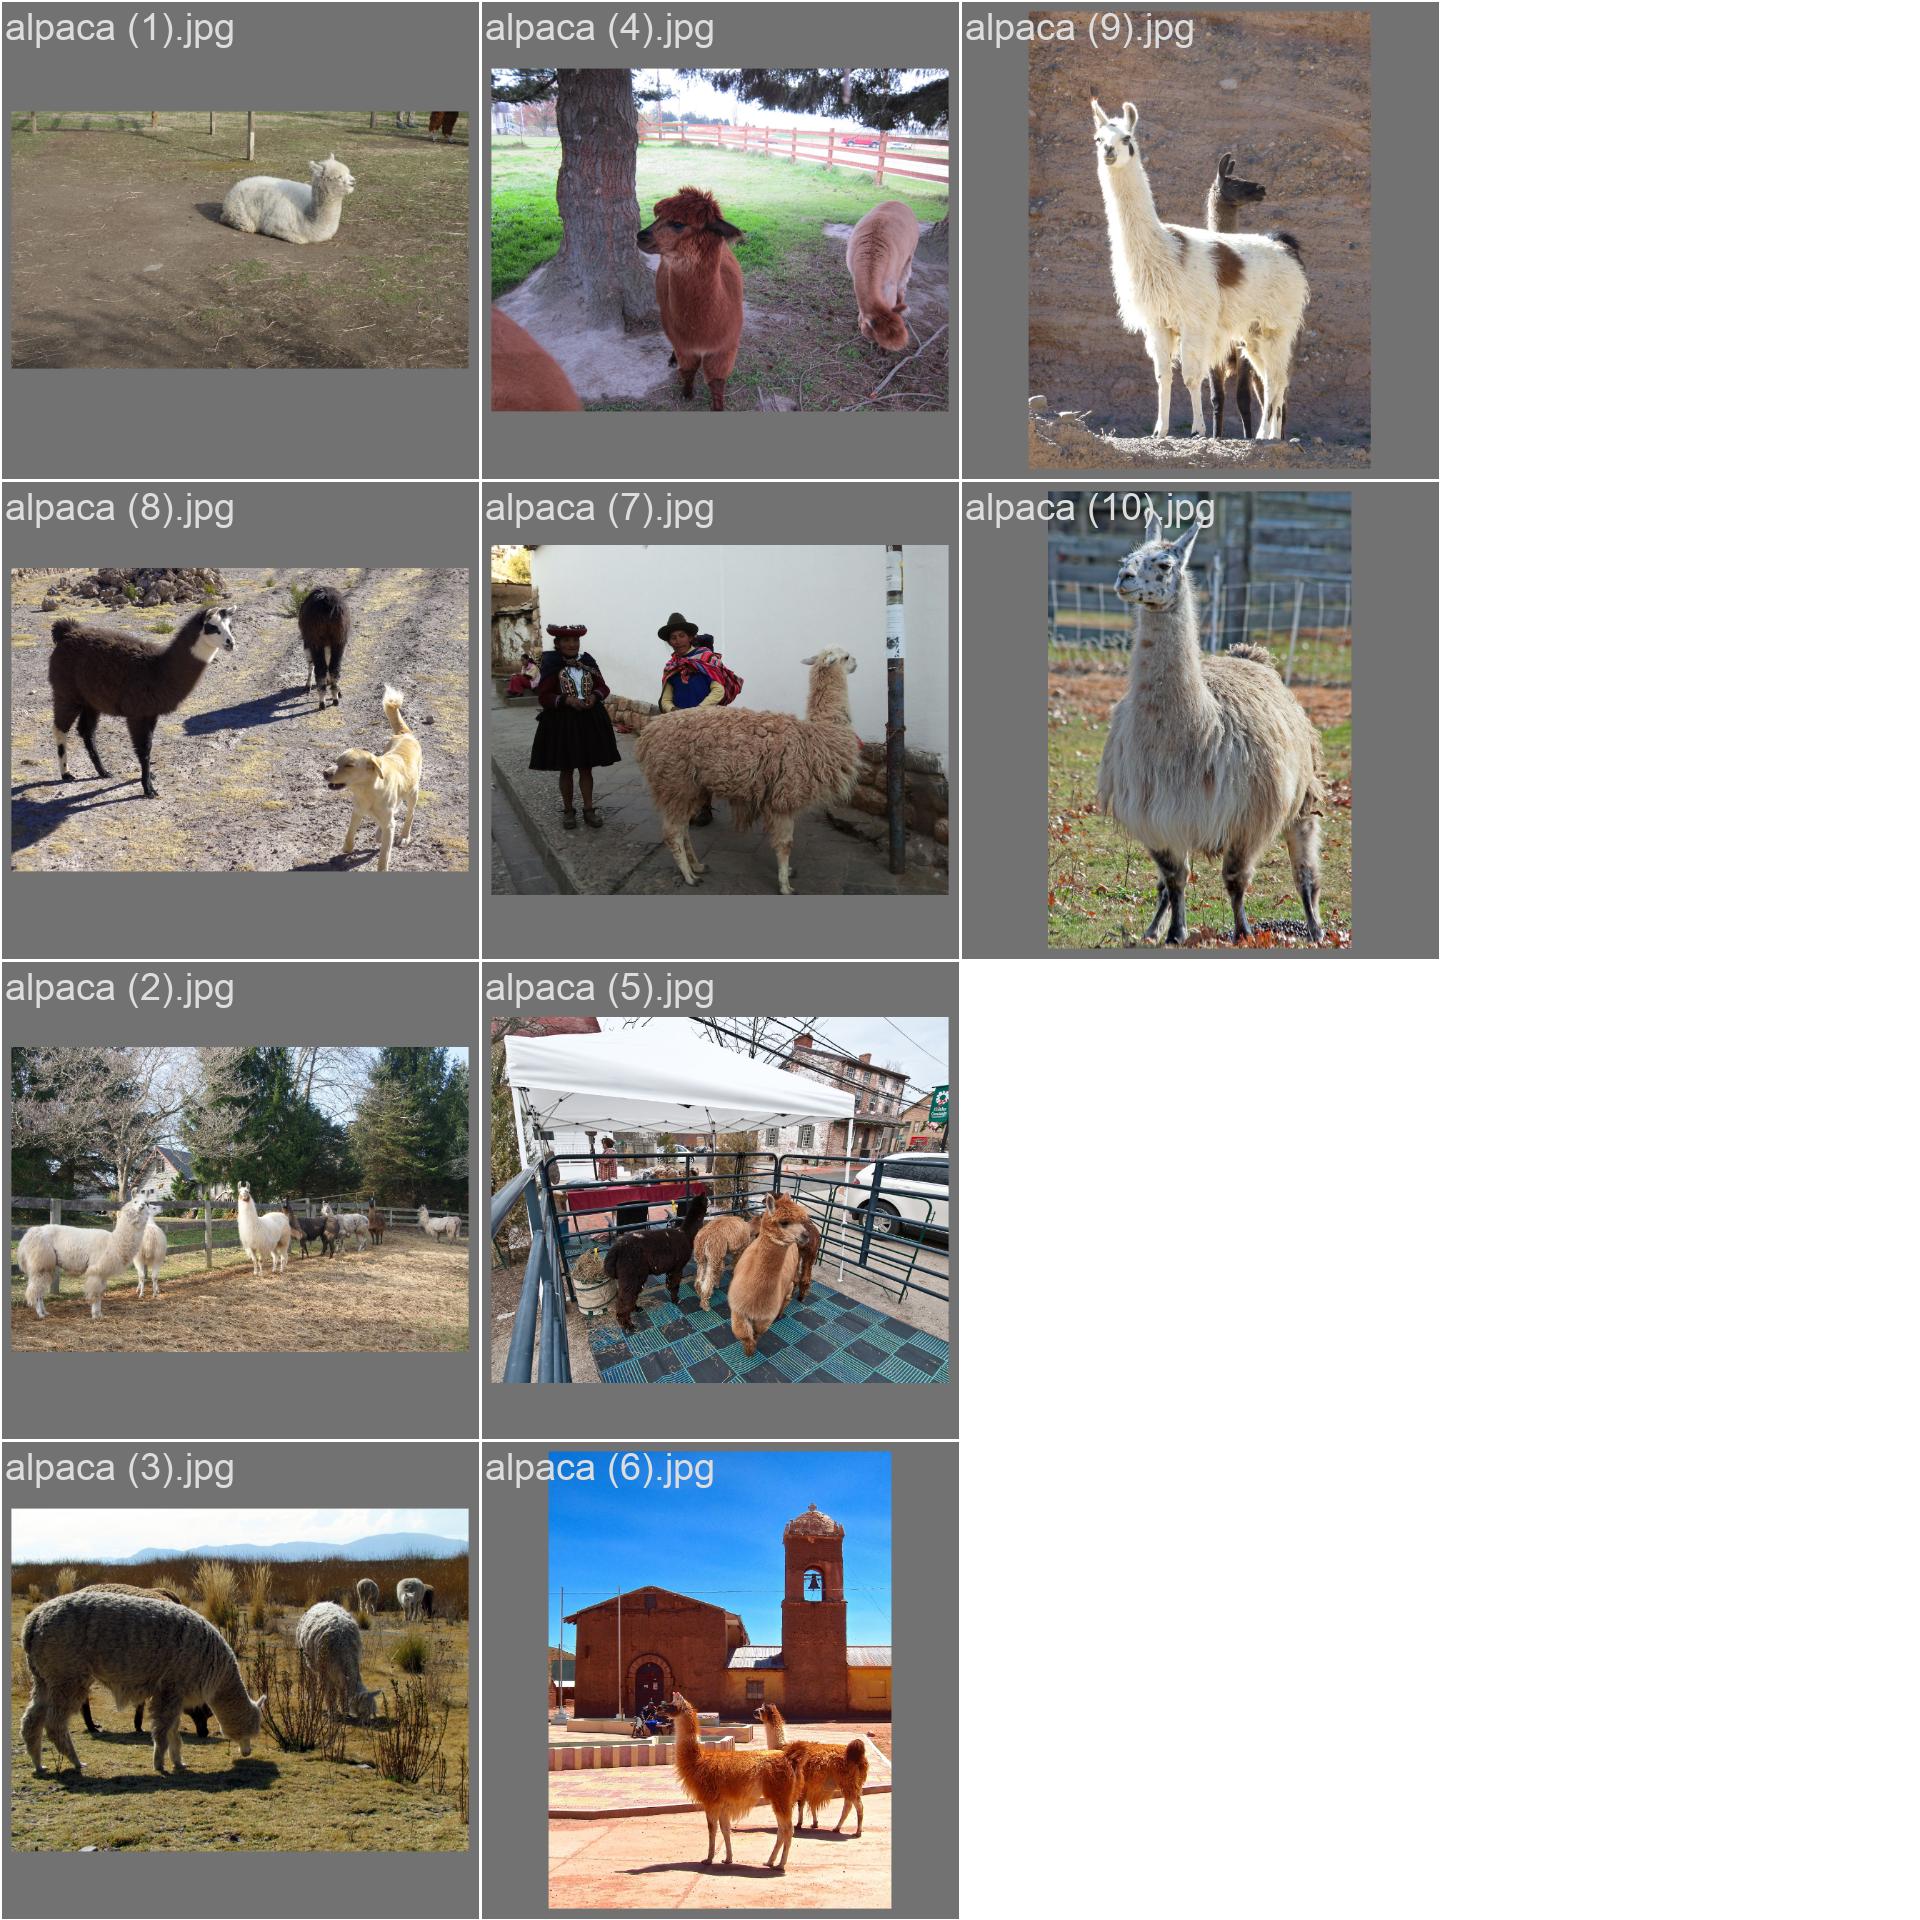 alpaca (1).jpg
alpaca (4).jpg
alpaca (9).jpg
alpaca (8).jpg
alpaca (7).jpg
alpaca (10).jpg
alpaca (2).jpg
alpaca (5).jpg
alpaca (3).jpg
alpaca (6).jpg